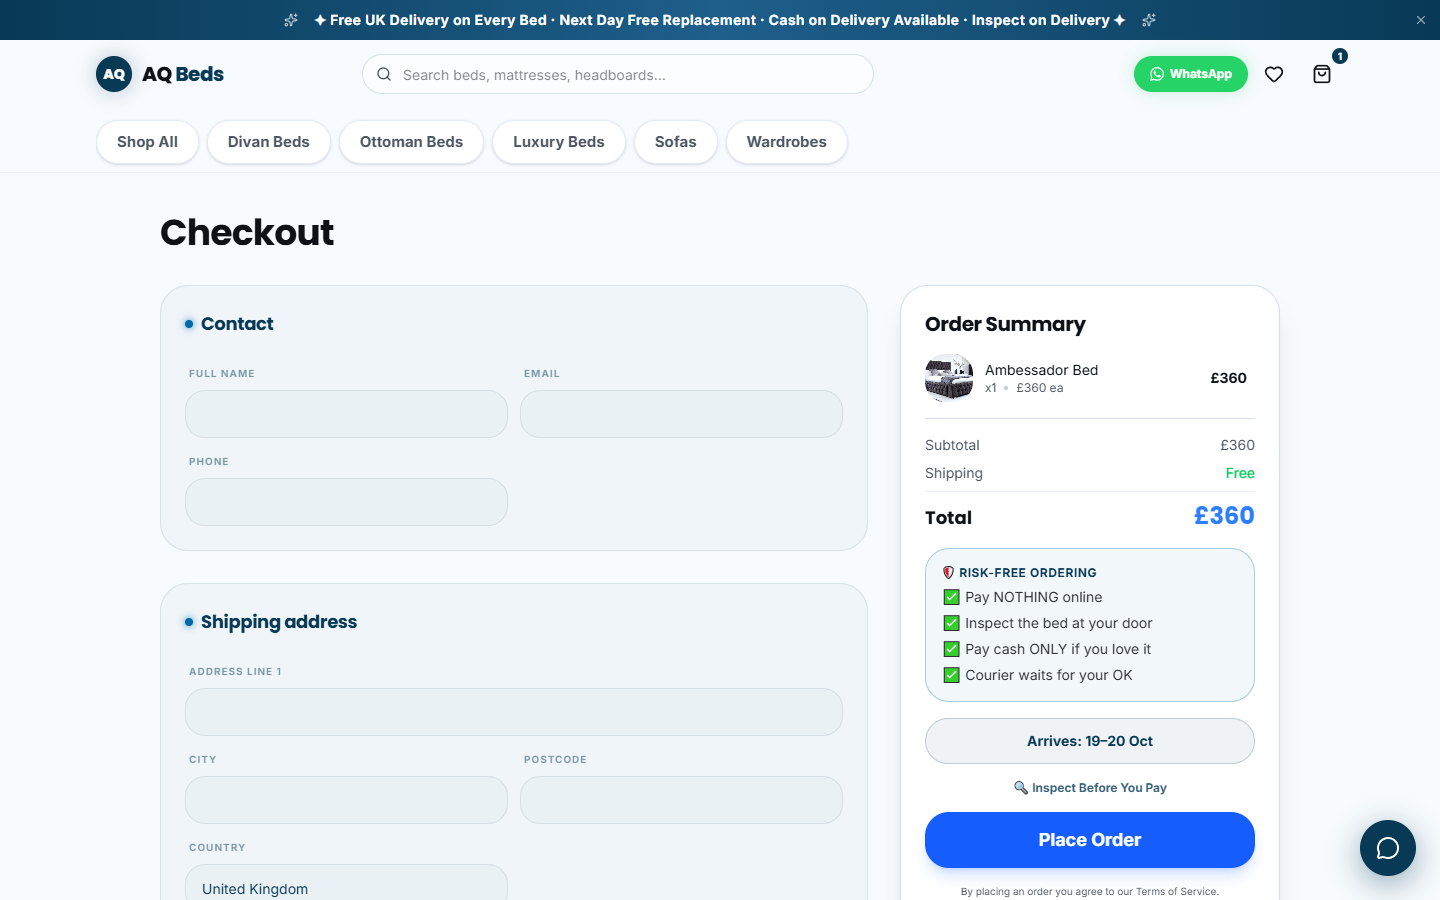 ✦ Free UK Delivery on Every Bed · Next Day Free Replacement · Cash on Delivery Available · Inspect on Delivery ✦
AQ AQ Beds
Search beds, mattresses, headboards...
WhatsApp
1
Shop All
Divan Beds
Ottoman Beds
Luxury Beds
Sofas
Wardrobes
Checkout
Contact
FULL NAME
EMAIL
PHONE
Shipping address
ADDRESS LINE 1
CITY
POSTCODE
COUNTRY
United Kingdom
Order Summary
Ambassador Bed
x1 • £360 ea
£360
Subtotal £360
Shipping Free
Total £360
RISK-FREE ORDERING
✅ Pay NOTHING online
✅ Inspect the bed at your door
✅ Pay cash ONLY if you love it
✅ Courier waits for your OK
Arrives: 19–20 Oct
🔍 Inspect Before You Pay
Place Order
By placing an order you agree to our Terms of Service.